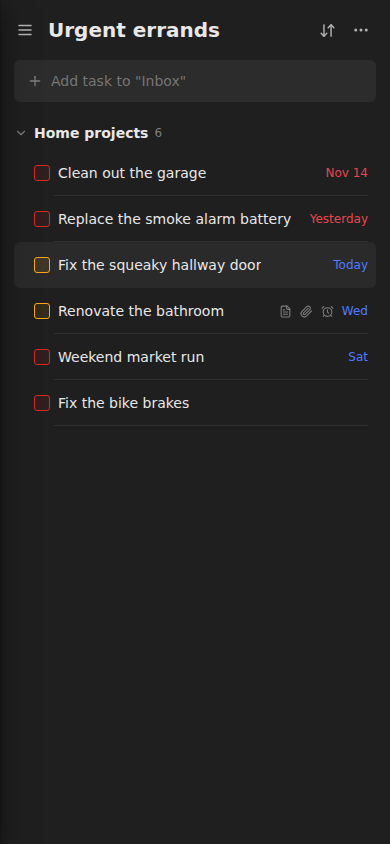 Urgent errands
Add task to "Inbox"
Home projects 6
Clean out the garage Nov 14
Replace the smoke alarm battery Yesterday
Fix the squeaky hallway door Today
Renovate the bathroom Wed
Weekend market run Sat
Fix the bike brakes